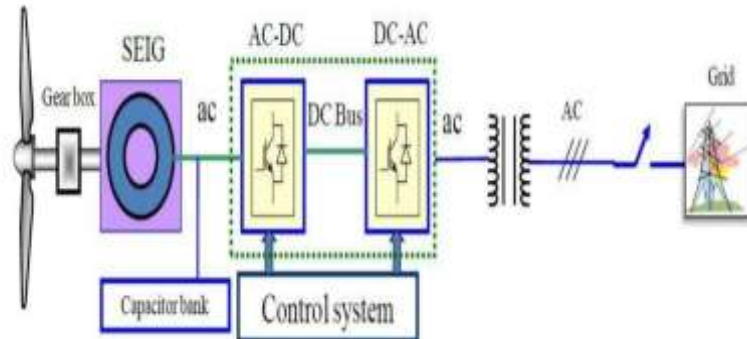 AC-DC
DC-AC
SEIG
Grid
Gear box
ac
DC Bus
ac
AC
Capacitor bank
Control system